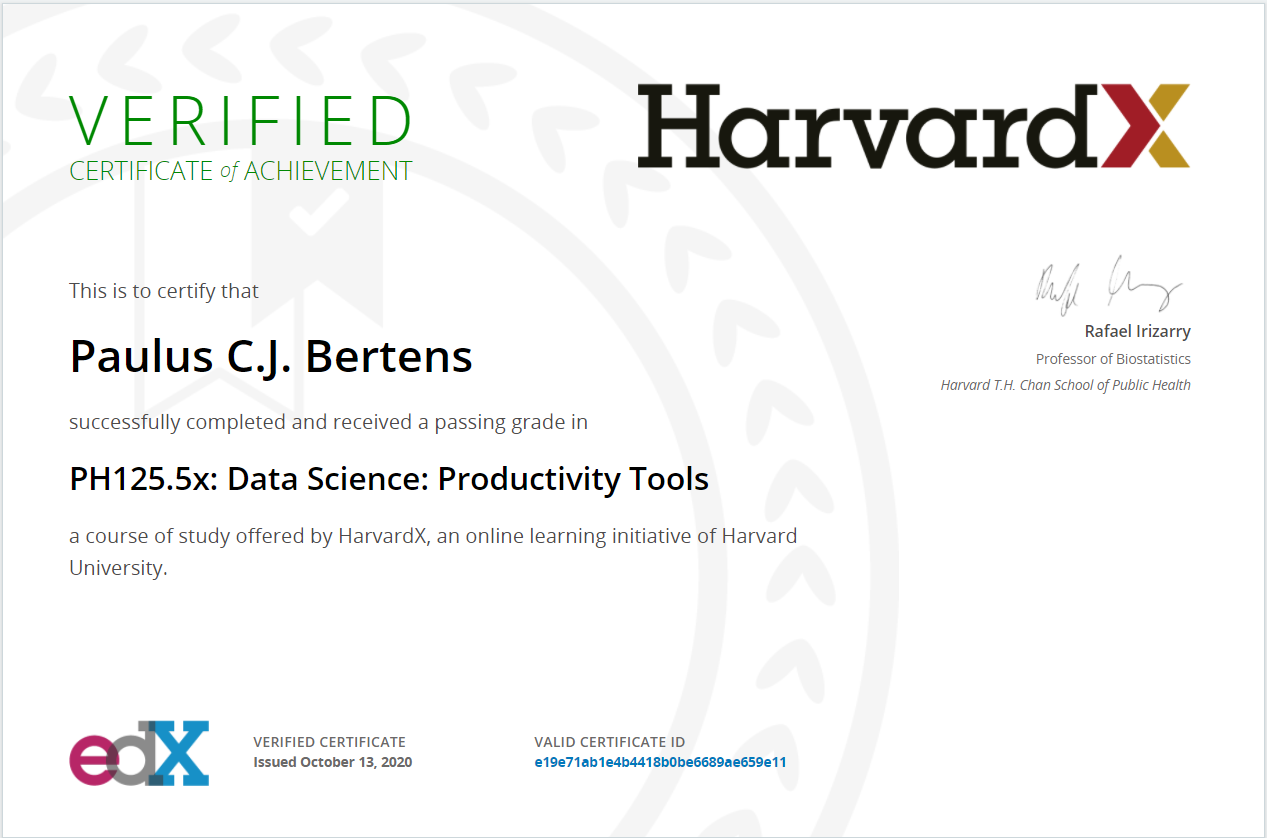 VERIFIED
CERTIFICATE of ACHIEVEMENT
HarvardX
This is to certify that
Paulus C.J. Bertens
successfully completed and received a passing grade in
PH125.5x: Data Science: Productivity Tools
a course of study offered by HarvardX, an online learning initiative of Harvard
University.
Rafael Irizarry
Professor of Biostatistics
Harvard T.H. Chan School of Public Health
edX
VERIFIED CERTIFICATE
Issued October 13, 2020
VALID CERTIFICATE ID
e19e71ab1e4b4418b0be6689ae659e11